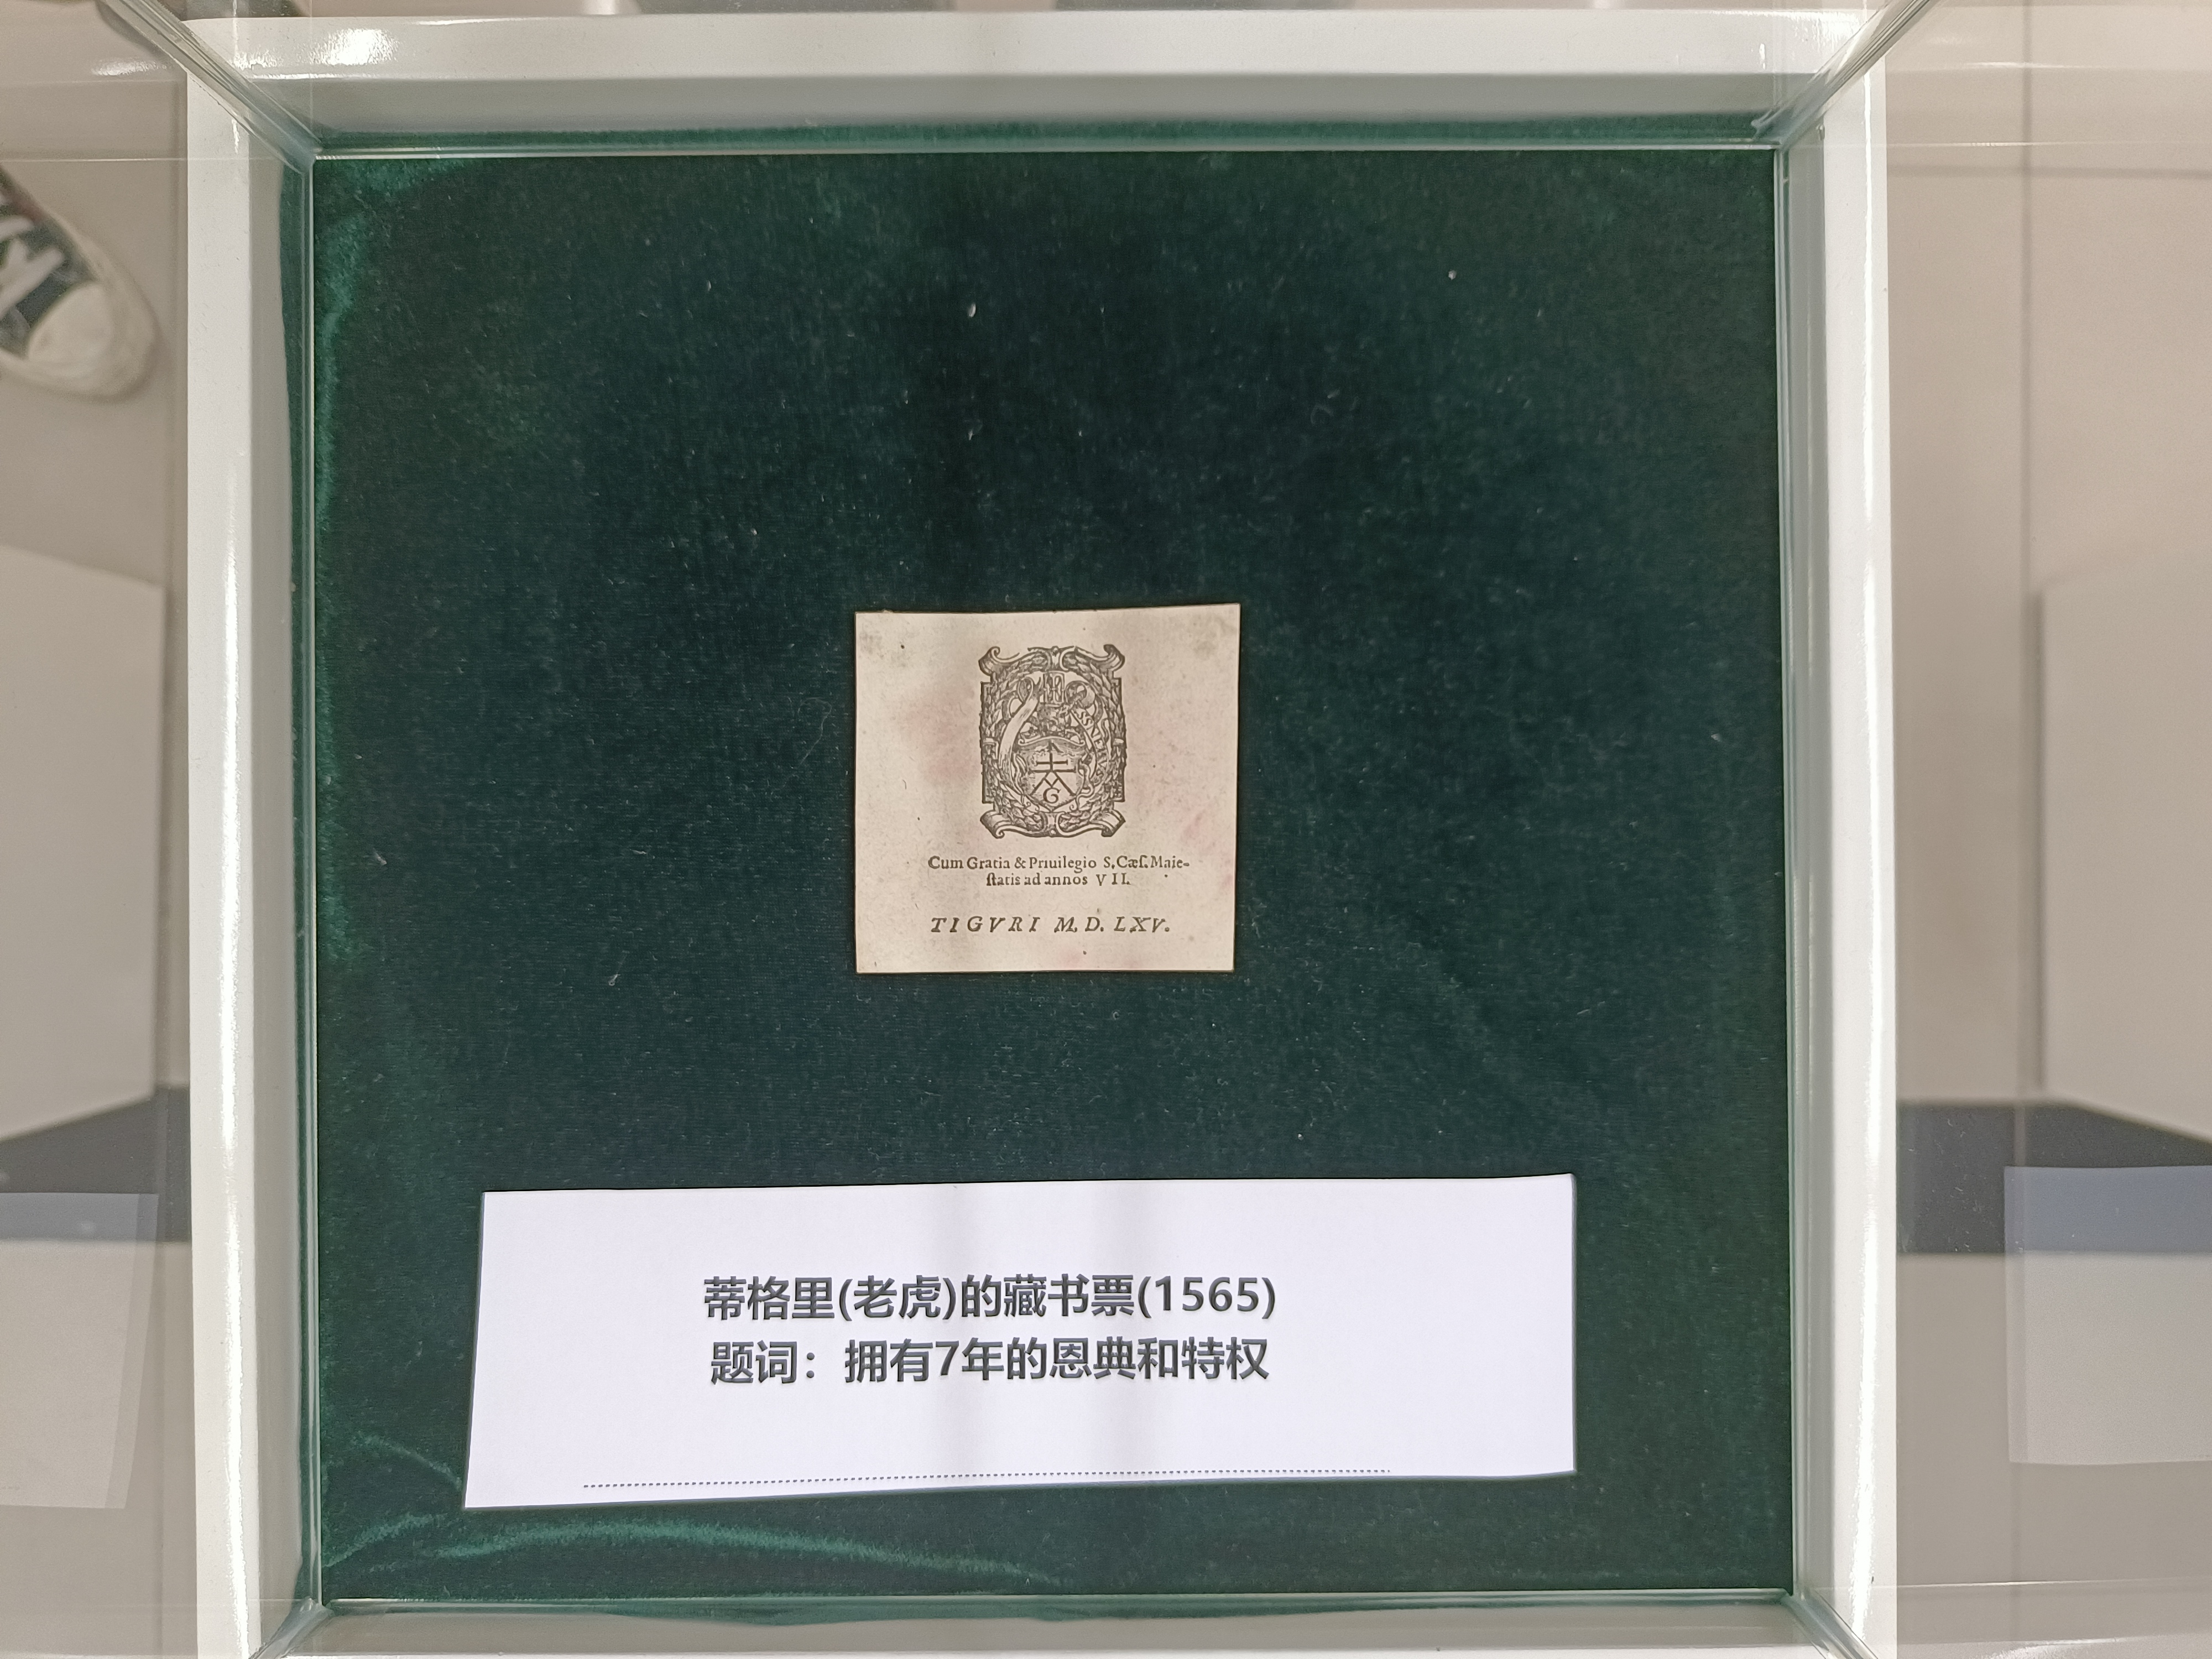 G
Cum Gratia & Priuilegio S. Cæſ. Maie-
ſtatis ad annos VII.
TIGVRI M. D. LXV.
蒂格里(老虎)的藏书票(1565)
题词：拥有7年的恩典和特权